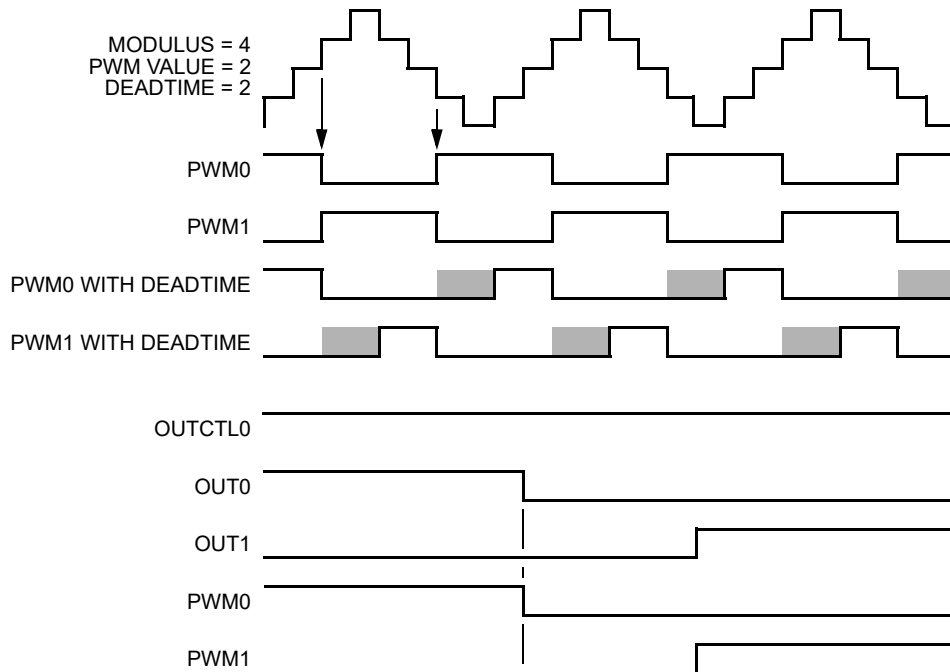 MODULUS = 4
PWM VALUE = 2
DEADTIME = 2
PWM0
PWM1
PWM0 WITH DEADTIME
PWM1 WITH DEADTIME
OUTCTL0
OUT0
OUT1
PWM0
PWM1